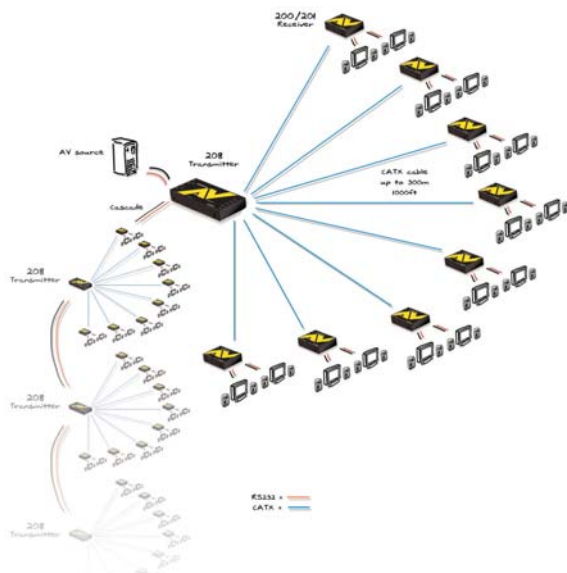 200/201
Receiver
AV source
208
Transmitter
CATX cable
up to 300m
1000ft
Cascade
208
Transmitter
208
Transmitter
208
Transmitter
RS232 +
CATX +